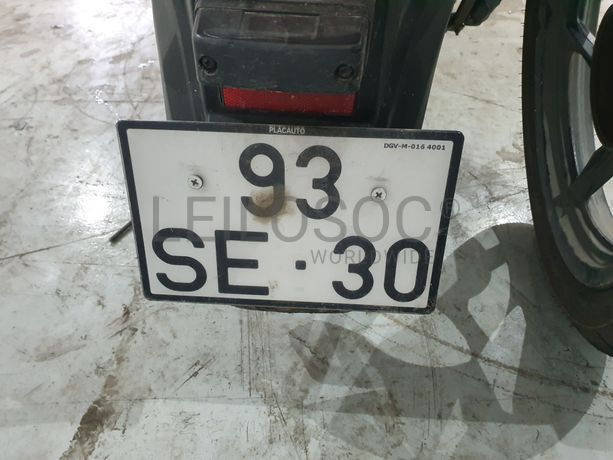 PLACAUTO
DGV-M-016 4001
93
LEILOSOC®
WORLDWIDE
SE·30